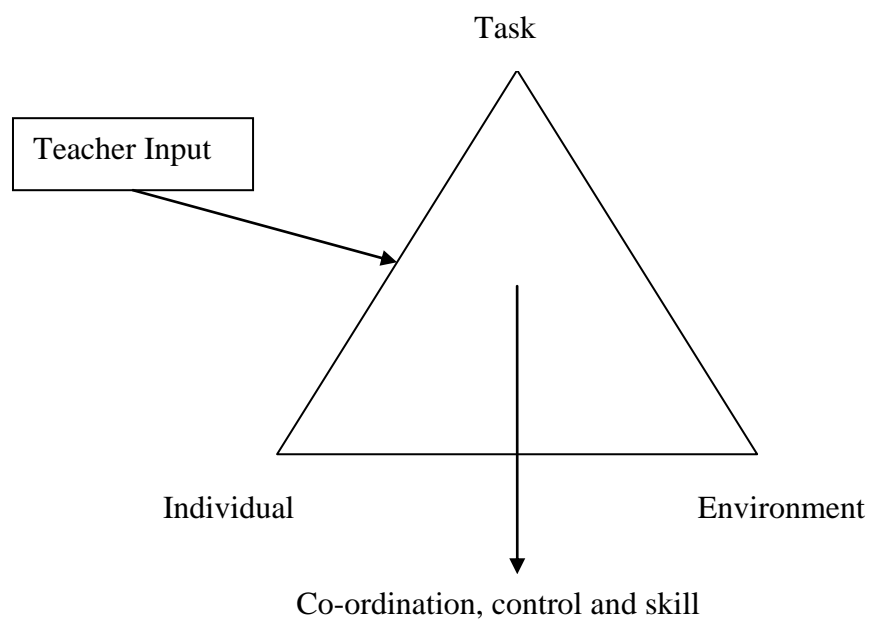 Task
Teacher Input
Individual
Environment
Co-ordination, control and skill